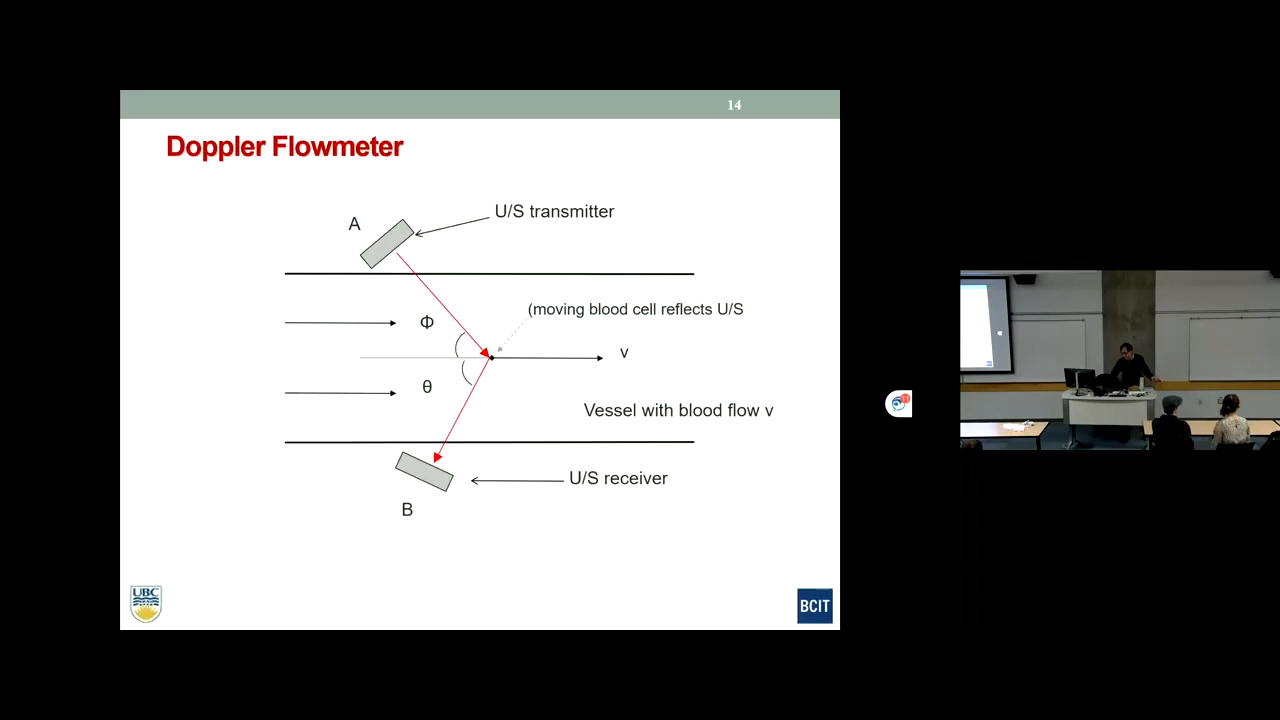 14
Doppler Flowmeter
A
U/S transmitter
(moving blood cell reflects U/S
Φ
v
θ
Vessel with blood flow v
U/S receiver
B
UBC
BCIT